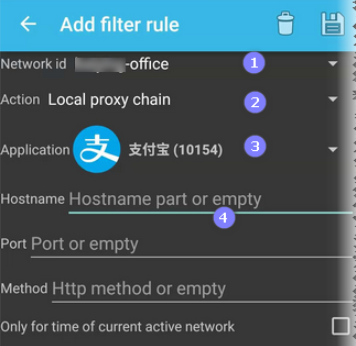 Add filter rule
Network id -office
1
Action Local proxy chain
2
Application 支 支付宝 (10154)
3
Hostname Hostname part or empty
4
Port Port or empty
Method Http method or empty
Only for time of current active network